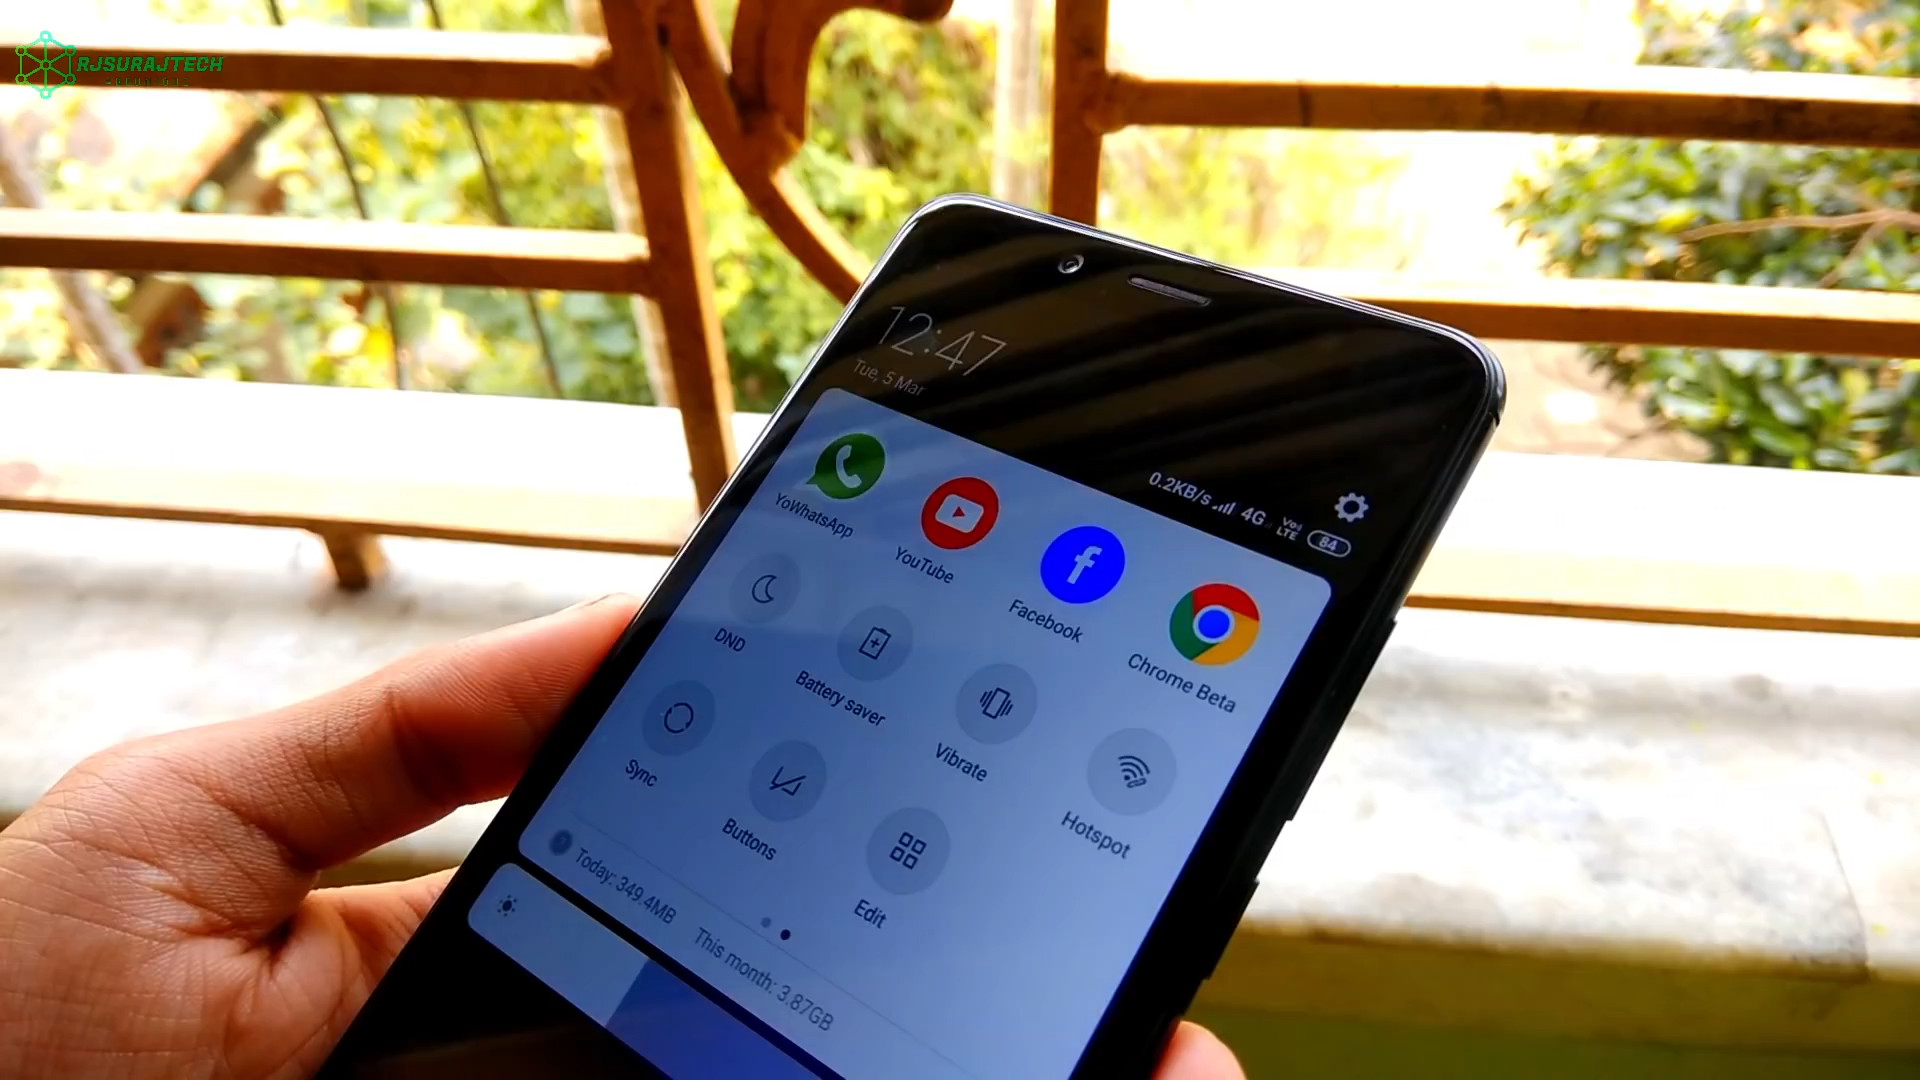 RJSURAJTECH
12:47
Tue, 5 Mar
0.2KB/s 4G Vo LTE 84
YoWhatsApp
YouTube
Facebook
Chrome Beta
DND
Battery saver
Vibrate
Hotspot
Sync
Buttons
Edit
Today: 349.4MB This month: 3.87GB